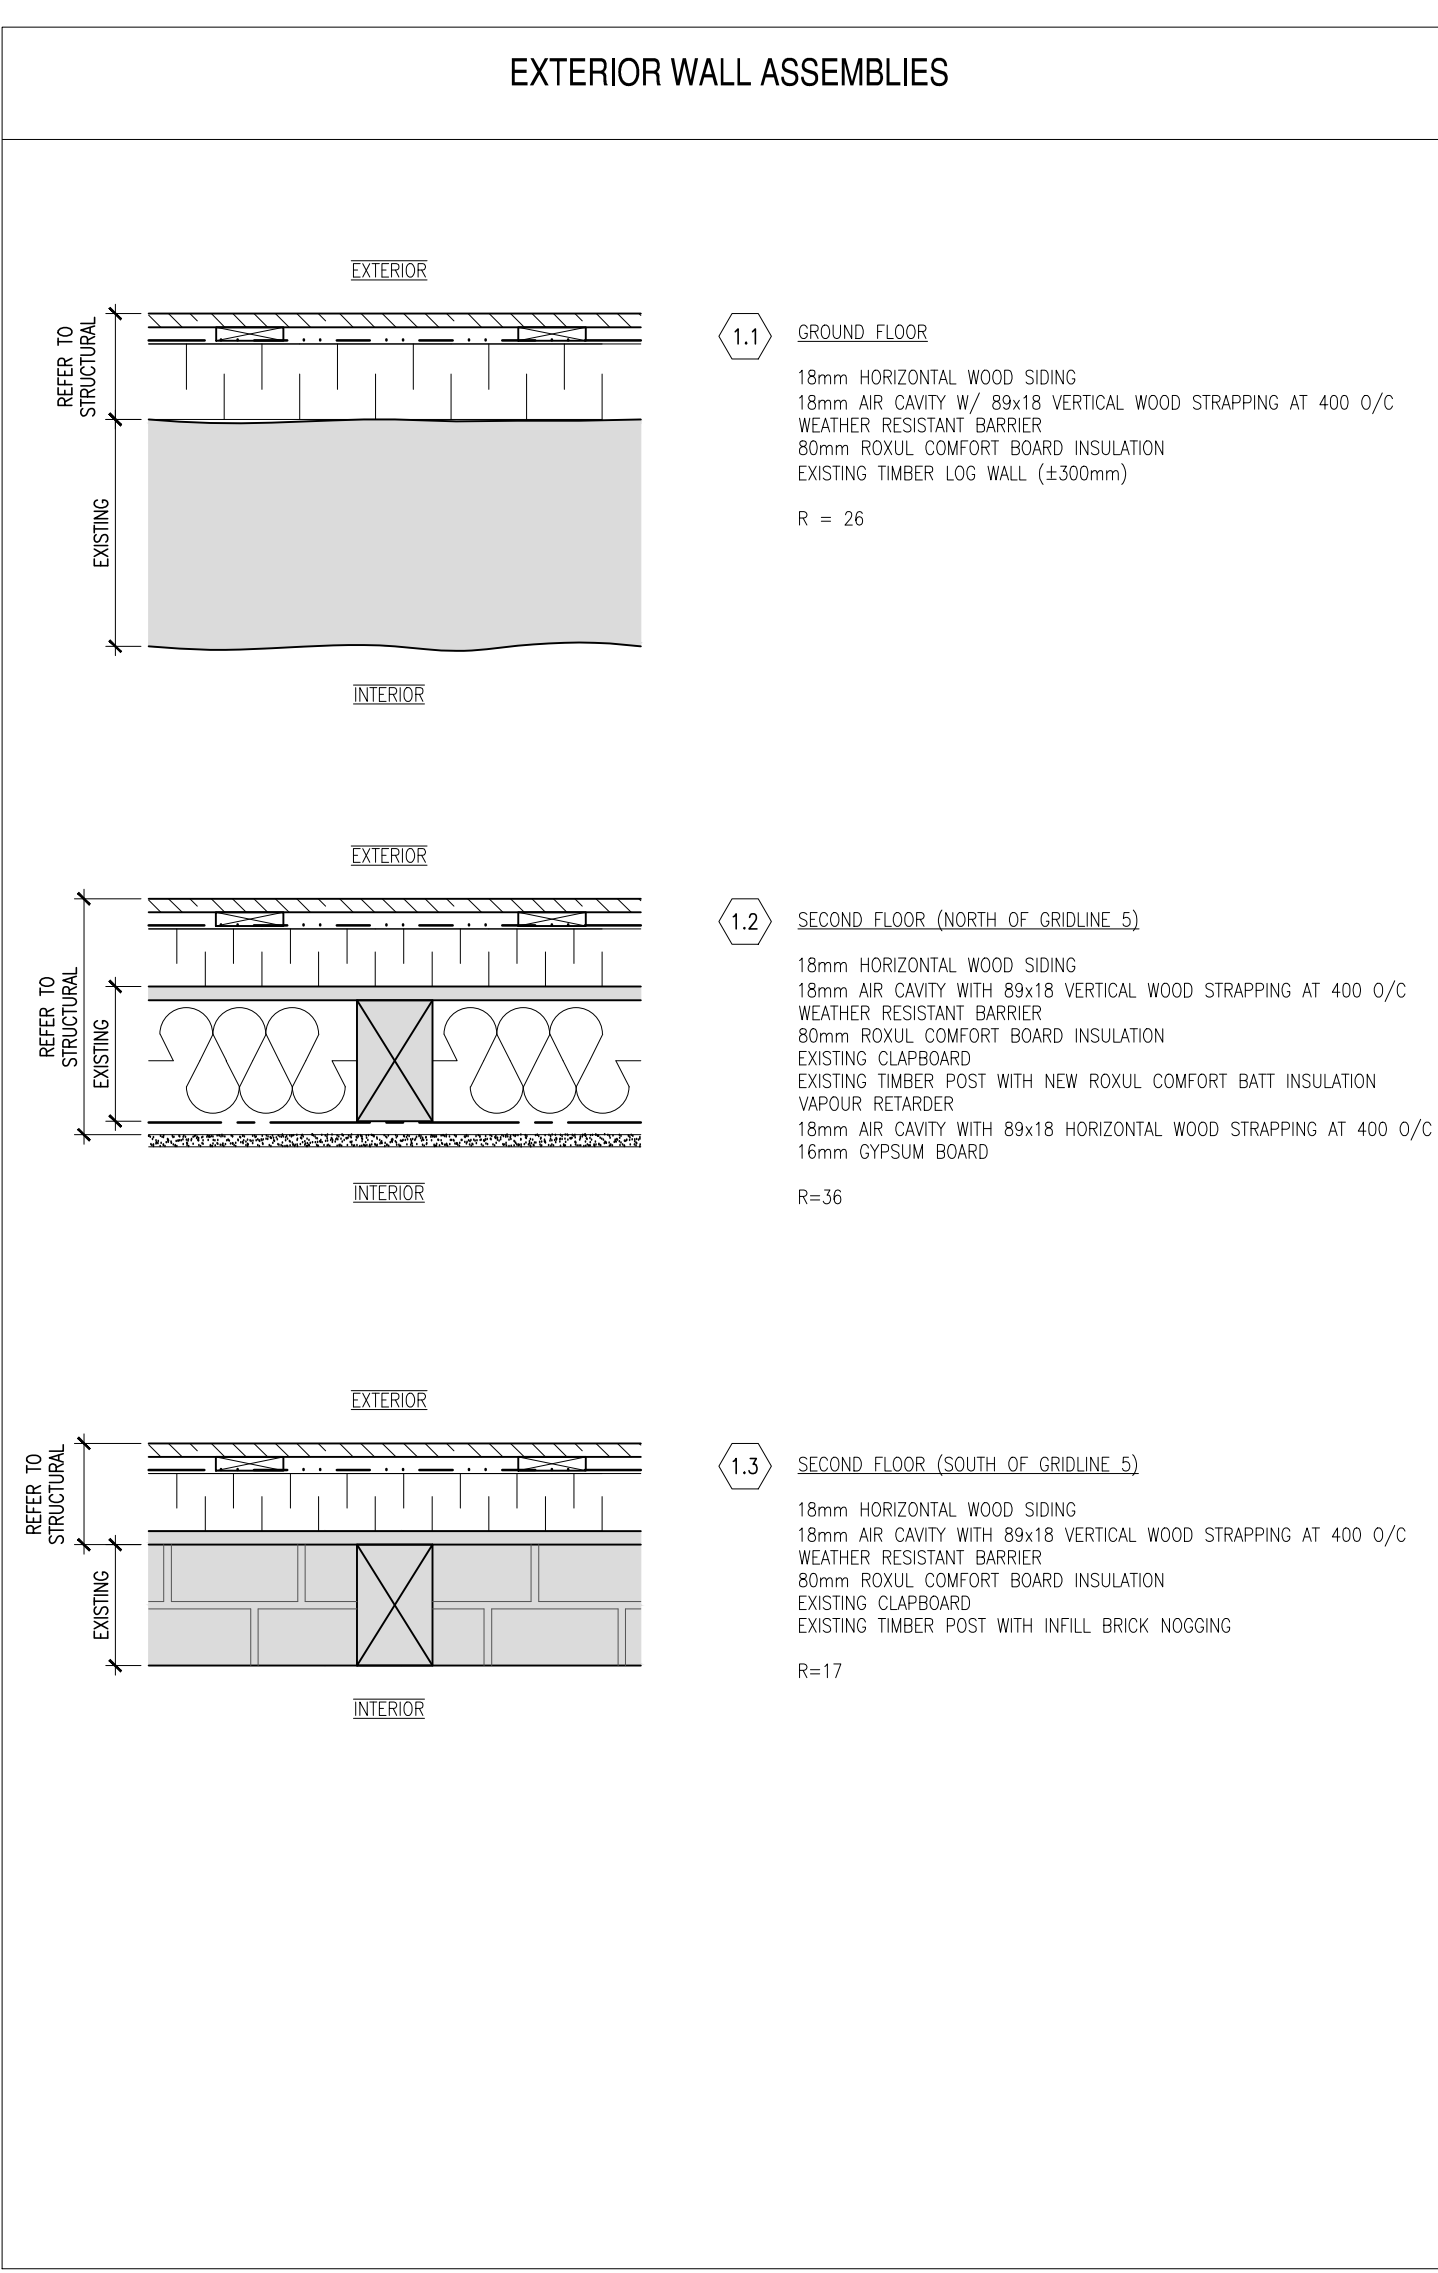 EXTERIOR WALL ASSEMBLIES
EXTERIOR
REFER TO
STRUCTURAL
EXISTING
INTERIOR
1.1
GROUND FLOOR
18mm HORIZONTAL WOOD SIDING
18mm AIR CAVITY W/ 89x18 VERTICAL WOOD STRAPPING AT 400 O/C
WEATHER RESISTANT BARRIER
80mm ROXUL COMFORT BOARD INSULATION
EXISTING TIMBER LOG WALL (±300mm)
R = 26
EXTERIOR
REFER TO
STRUCTURAL
EXISTING
INTERIOR
1.2
SECOND FLOOR (NORTH OF GRIDLINE 5)
18mm HORIZONTAL WOOD SIDING
18mm AIR CAVITY WITH 89x18 VERTICAL WOOD STRAPPING AT 400 O/C
WEATHER RESISTANT BARRIER
80mm ROXUL COMFORT BOARD INSULATION
EXISTING CLAPBOARD
EXISTING TIMBER POST WITH NEW ROXUL COMFORT BATT INSULATION
VAPOUR RETARDER
18mm AIR CAVITY WITH 89x18 HORIZONTAL WOOD STRAPPING AT 400 O/C
16mm GYPSUM BOARD
R=36
EXTERIOR
REFER TO
STRUCTURAL
EXISTING
INTERIOR
1.3
SECOND FLOOR (SOUTH OF GRIDLINE 5)
18mm HORIZONTAL WOOD SIDING
18mm AIR CAVITY WITH 89x18 VERTICAL WOOD STRAPPING AT 400 O/C
WEATHER RESISTANT BARRIER
80mm ROXUL COMFORT BOARD INSULATION
EXISTING CLAPBOARD
EXISTING TIMBER POST WITH INFILL BRICK NOGGING
R=17